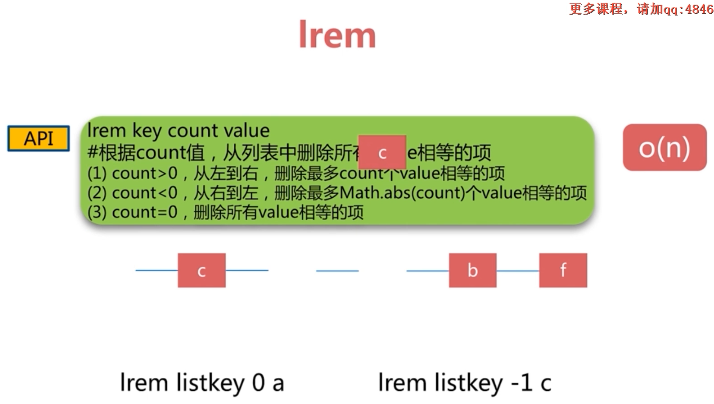 更多课程，请加qq:4846
lrem
API
lrem key count value
#根据count值，从列表中删除所有 e相等的项
c
(1) count>0，从左到右，删除最多count个value相等的项
(2) count<0，从右到左，删除最多Math.abs(count)个value相等的项
(3) count=0，删除所有value相等的项
o(n)
c
b
f
lrem listkey 0 a
lrem listkey -1 c